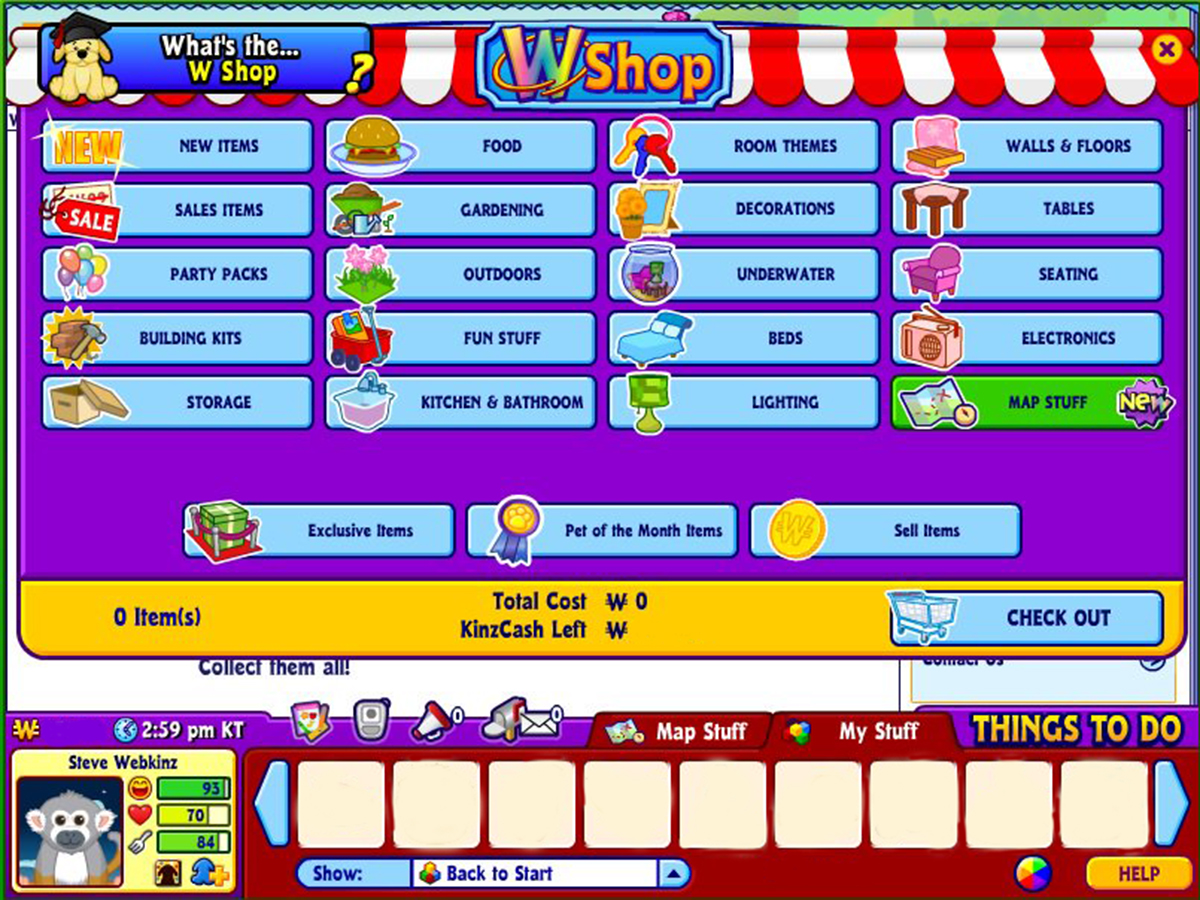 What's the...
W Shop
?
W Shop
NEW
NEW ITEMS
FOOD
ROOM THEMES
WALLS & FLOORS
SALE
SALES ITEMS
GARDENING
DECORATIONS
TABLES
PARTY PACKS
OUTDOORS
UNDERWATER
SEATING
BUILDING KITS
FUN STUFF
BEDS
ELECTRONICS
STORAGE
KITCHEN & BATHROOM
LIGHTING
MAP STUFF
New
Exclusive Items
Pet of the Month Items
W
Sell Items
0 Item(s)
Total Cost W 0
KinzCash Left W
CHECK OUT
Collect them all!
Contact Us
W
2:59 pm KT
0
0
Map Stuff
My Stuff
THINGS TO DO
Steve Webkinz
93
70
84
Show:
Back to Start
HELP